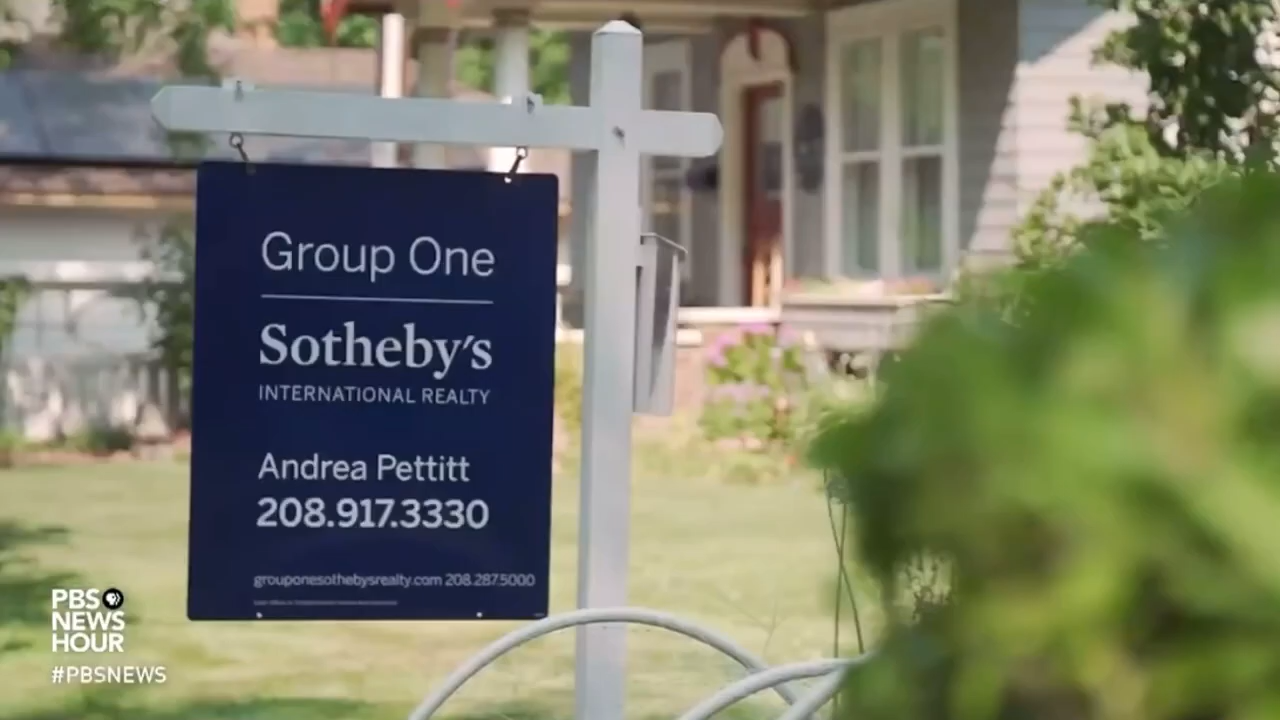 Group One
Sotheby's
INTERNATIONAL REALTY
Andrea Pettitt
208.917.3330
grouponesothebysrealty.com 208.287.5000
PBS
NEWS
HOUR
#PBSNEWS